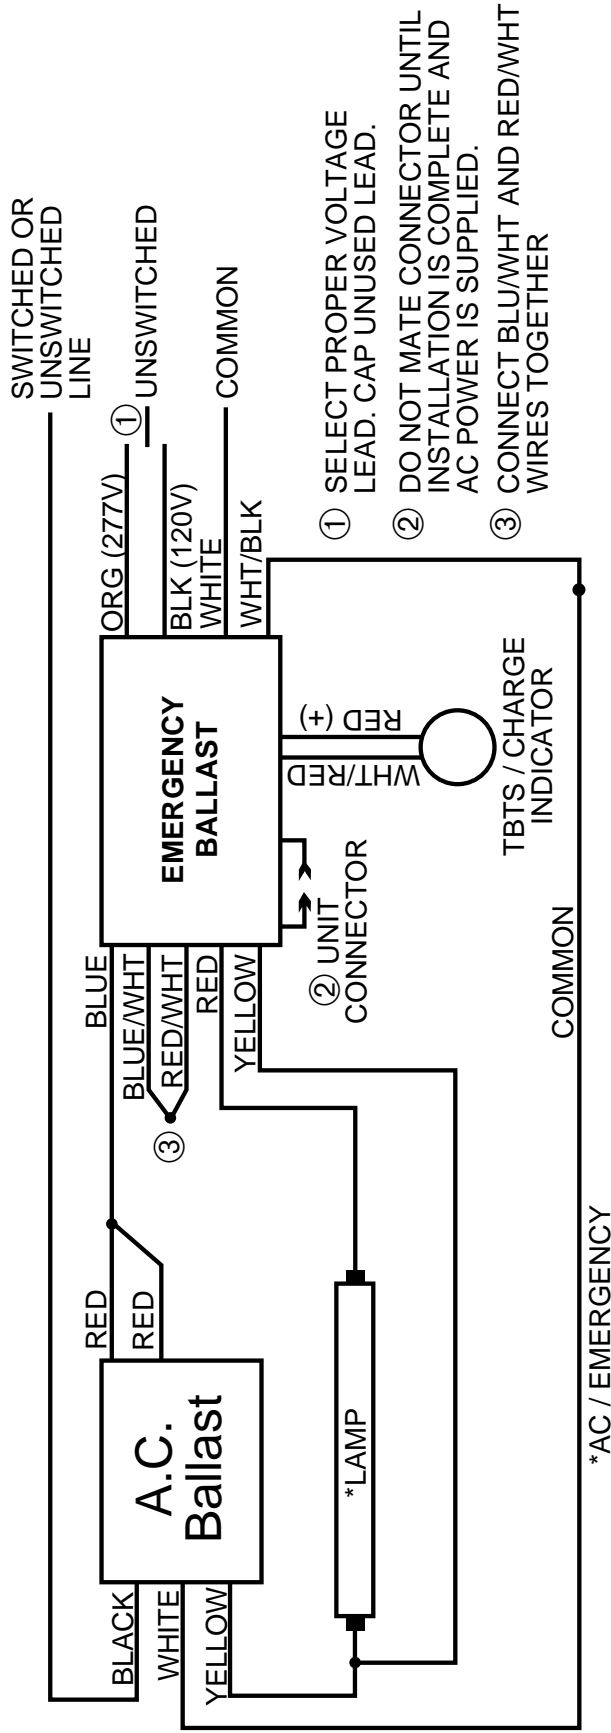 SWITCHED OR
UNSWITCHED
LINE
① UNSWITCHED
COMMON
ORG (277V)
BLK (120V)
WHITE
WHT/BLK
EMERGENCY
BALLAST
BLUE
BLUE/WHT
RED/WHT
RED
YELLOW
③
RED
RED
A.C.
Ballast
BLACK
WHITE
YELLOW
*LAMP
② UNIT
CONNECTOR
RED (+)
WHT/RED
TBTS / CHARGE
INDICATOR
COMMON
*AC / EMERGENCY
① SELECT PROPER VOLTAGE
LEAD. CAP UNUSED LEAD.
② DO NOT MATE CONNECTOR UNTIL
INSTALLATION IS COMPLETE AND
AC POWER IS SUPPLIED.
③ CONNECT BLU/WHT AND RED/WHT
WIRES TOGETHER